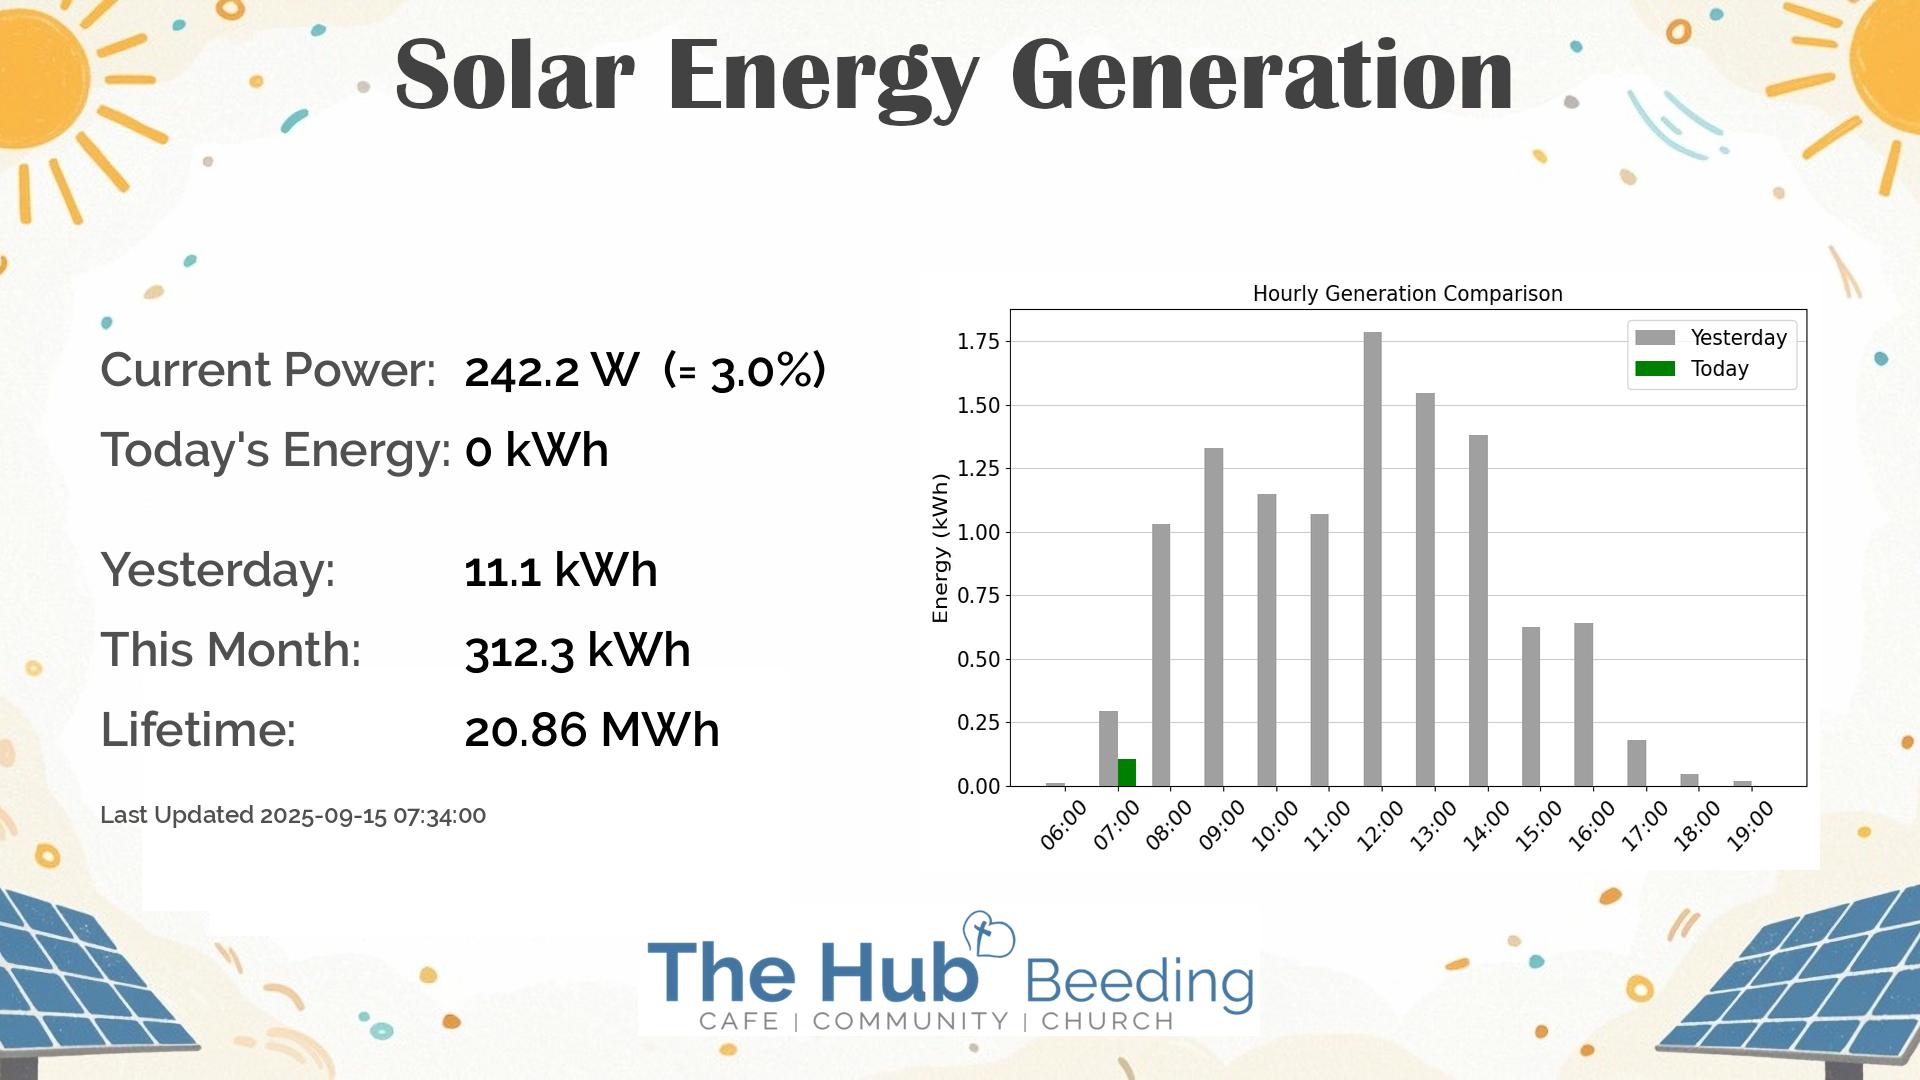 Solar Energy Generation
Current Power: 242.2 W (= 3.0%)
Today's Energy: 0 kWh
Yesterday: 11.1 kWh
This Month: 312.3 kWh
Lifetime: 20.86 MWh
Last Updated 2025-09-15 07:34:00
Hourly Generation Comparison
Yesterday
Today
Energy (kWh)
1.75
1.50
1.25
1.00
0.75
0.50
0.25
0.00
06:00 07:00 08:00 09:00 10:00 11:00 12:00 13:00 14:00 15:00 16:00 17:00 18:00 19:00
The Hub Beeding
CAFE | COMMUNITY | CHURCH